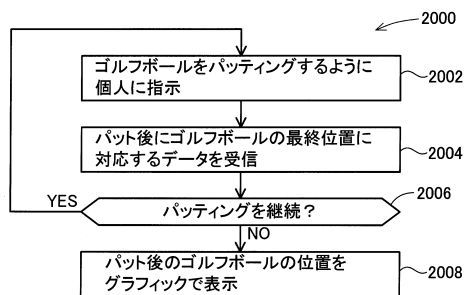 2000
ゴルフボールをパッティングするように
個人に指示
2002
パット後にゴルフボールの最終位置に
対応するデータを受信
2004
YES
パッティングを継続？
2006
NO
パット後のゴルフボールの位置を
グラフィックで表示
2008